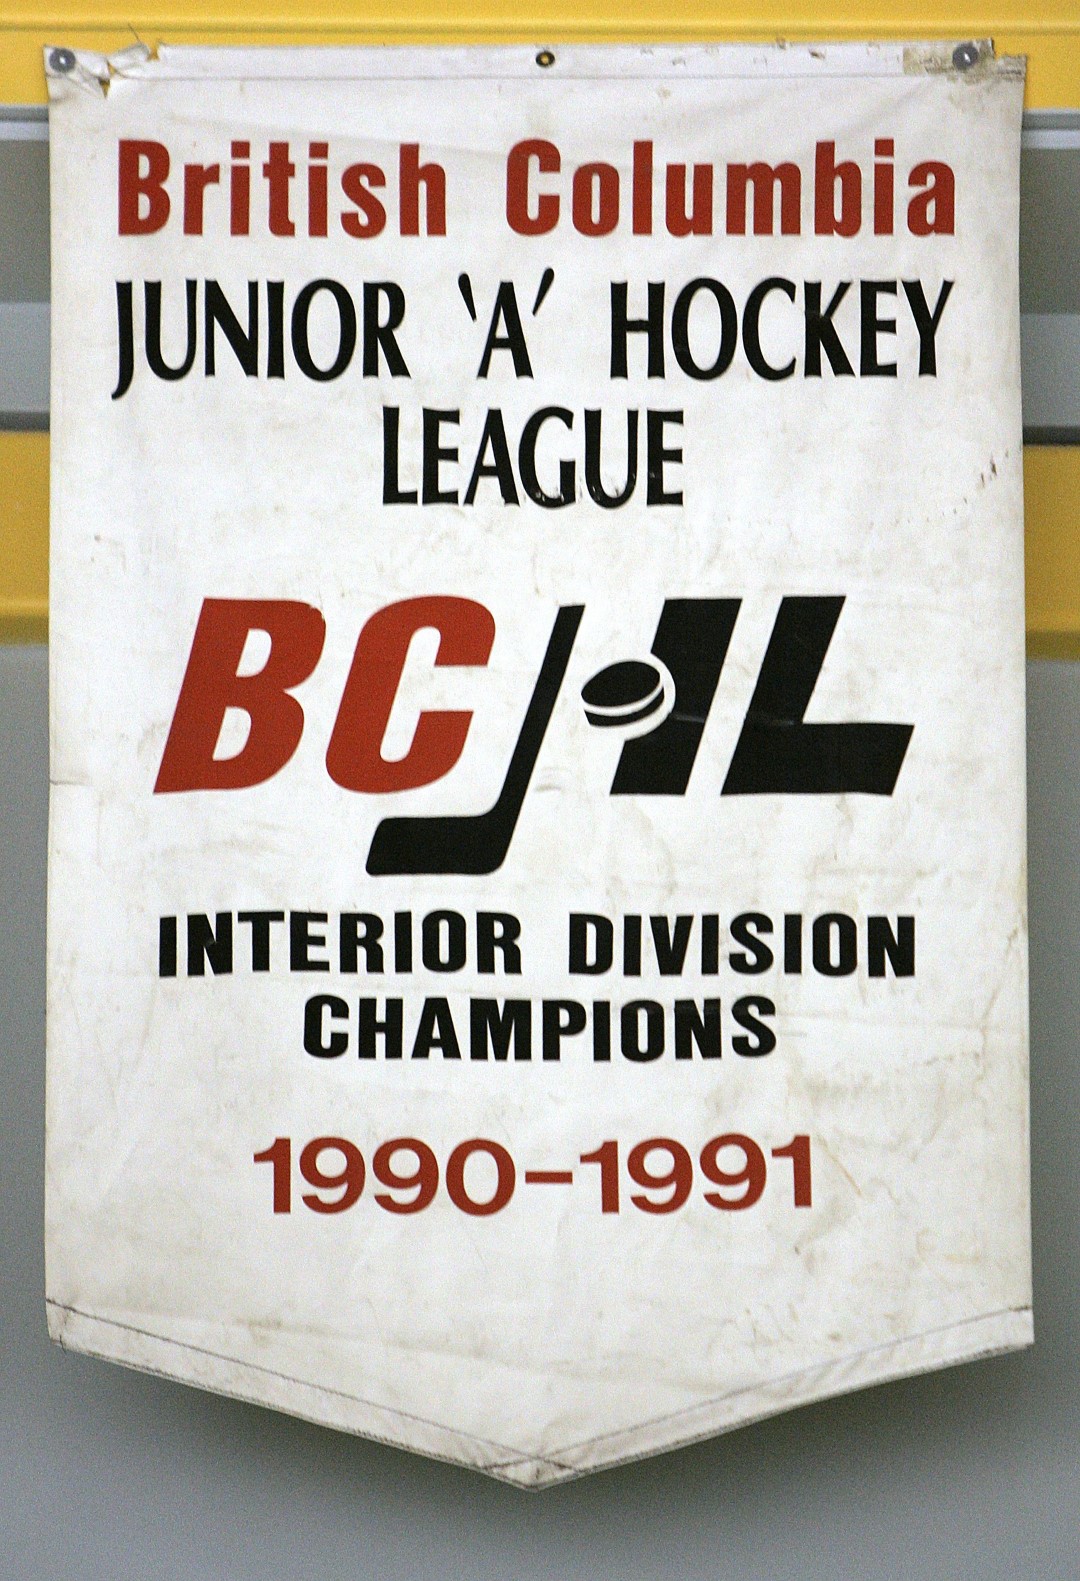 British Columbia
JUNIOR 'A' HOCKEY
LEAGUE
BCJHL
INTERIOR DIVISION
CHAMPIONS
1990-1991